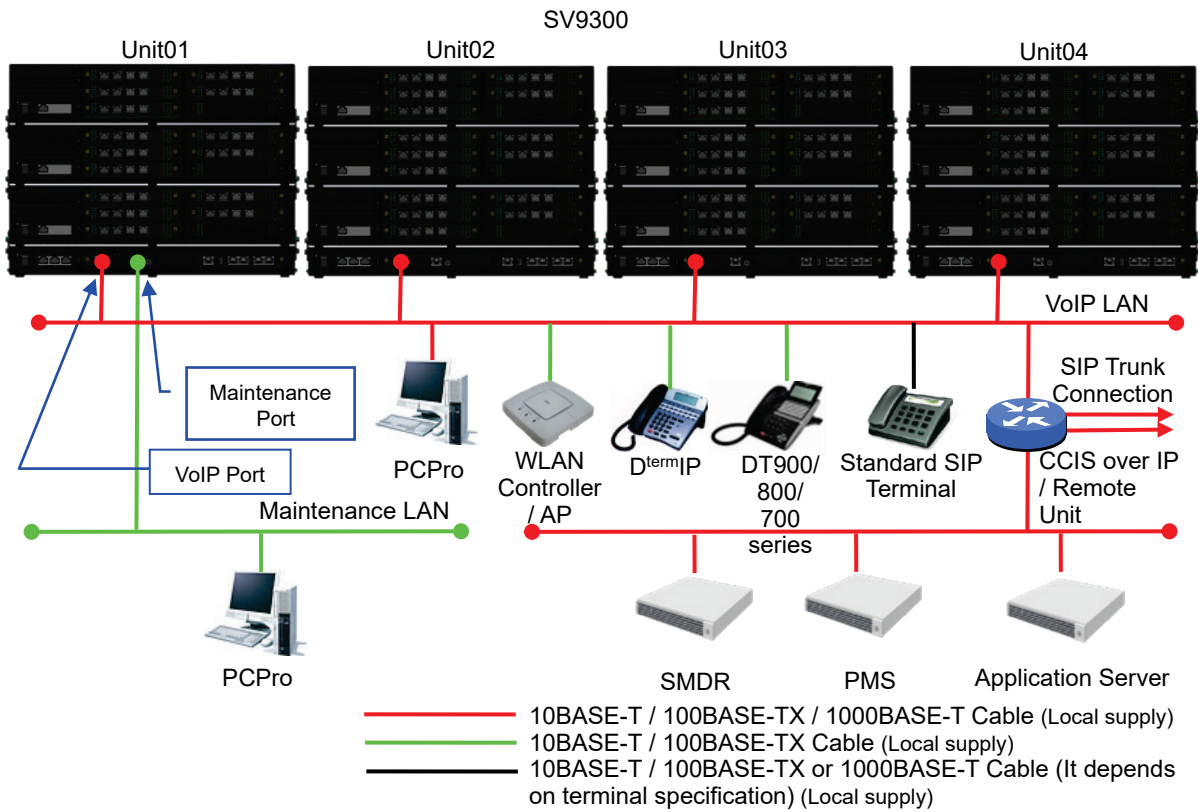 SV9300
Unit01
Unit02
Unit03
Unit04
VoIP LAN
Maintenance
Port
VoIP Port
PCPro
WLAN
Controller
/ AP
DtermIP
DT900/
800/
700
series
Standard SIP
Terminal
SIP Trunk
Connection
CCIS over IP
/ Remote
Unit
Maintenance LAN
PCPro
SMDR
PMS
Application Server
10BASE-T / 100BASE-TX / 1000BASE-T Cable (Local supply)
10BASE-T / 100BASE-TX Cable (Local supply)
10BASE-T / 100BASE-TX or 1000BASE-T Cable (It depends
on terminal specification) (Local supply)